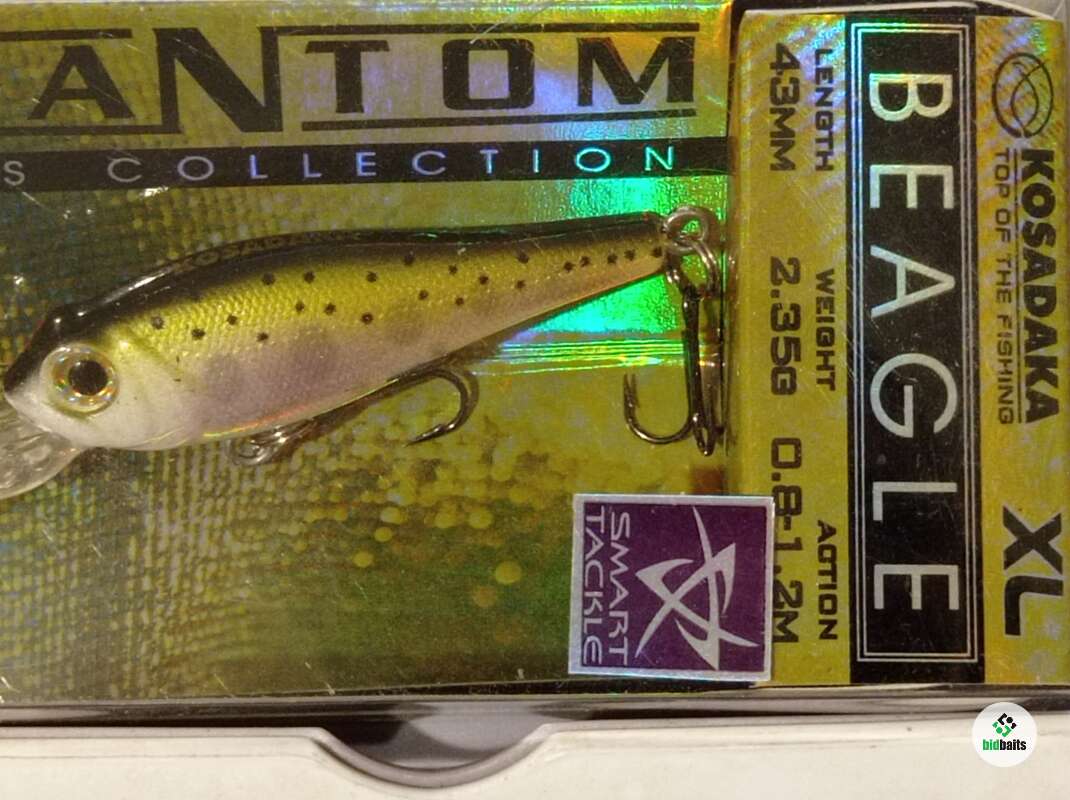 ANTOM
S COLLECTION
KOSADAKA
TOP OF THE FISHING
XL
BEAGLE
LENGTH WEIGHT ACTION
43MM 2.35G 0.8-1.2M
SMART
TACKLE
bidbaits